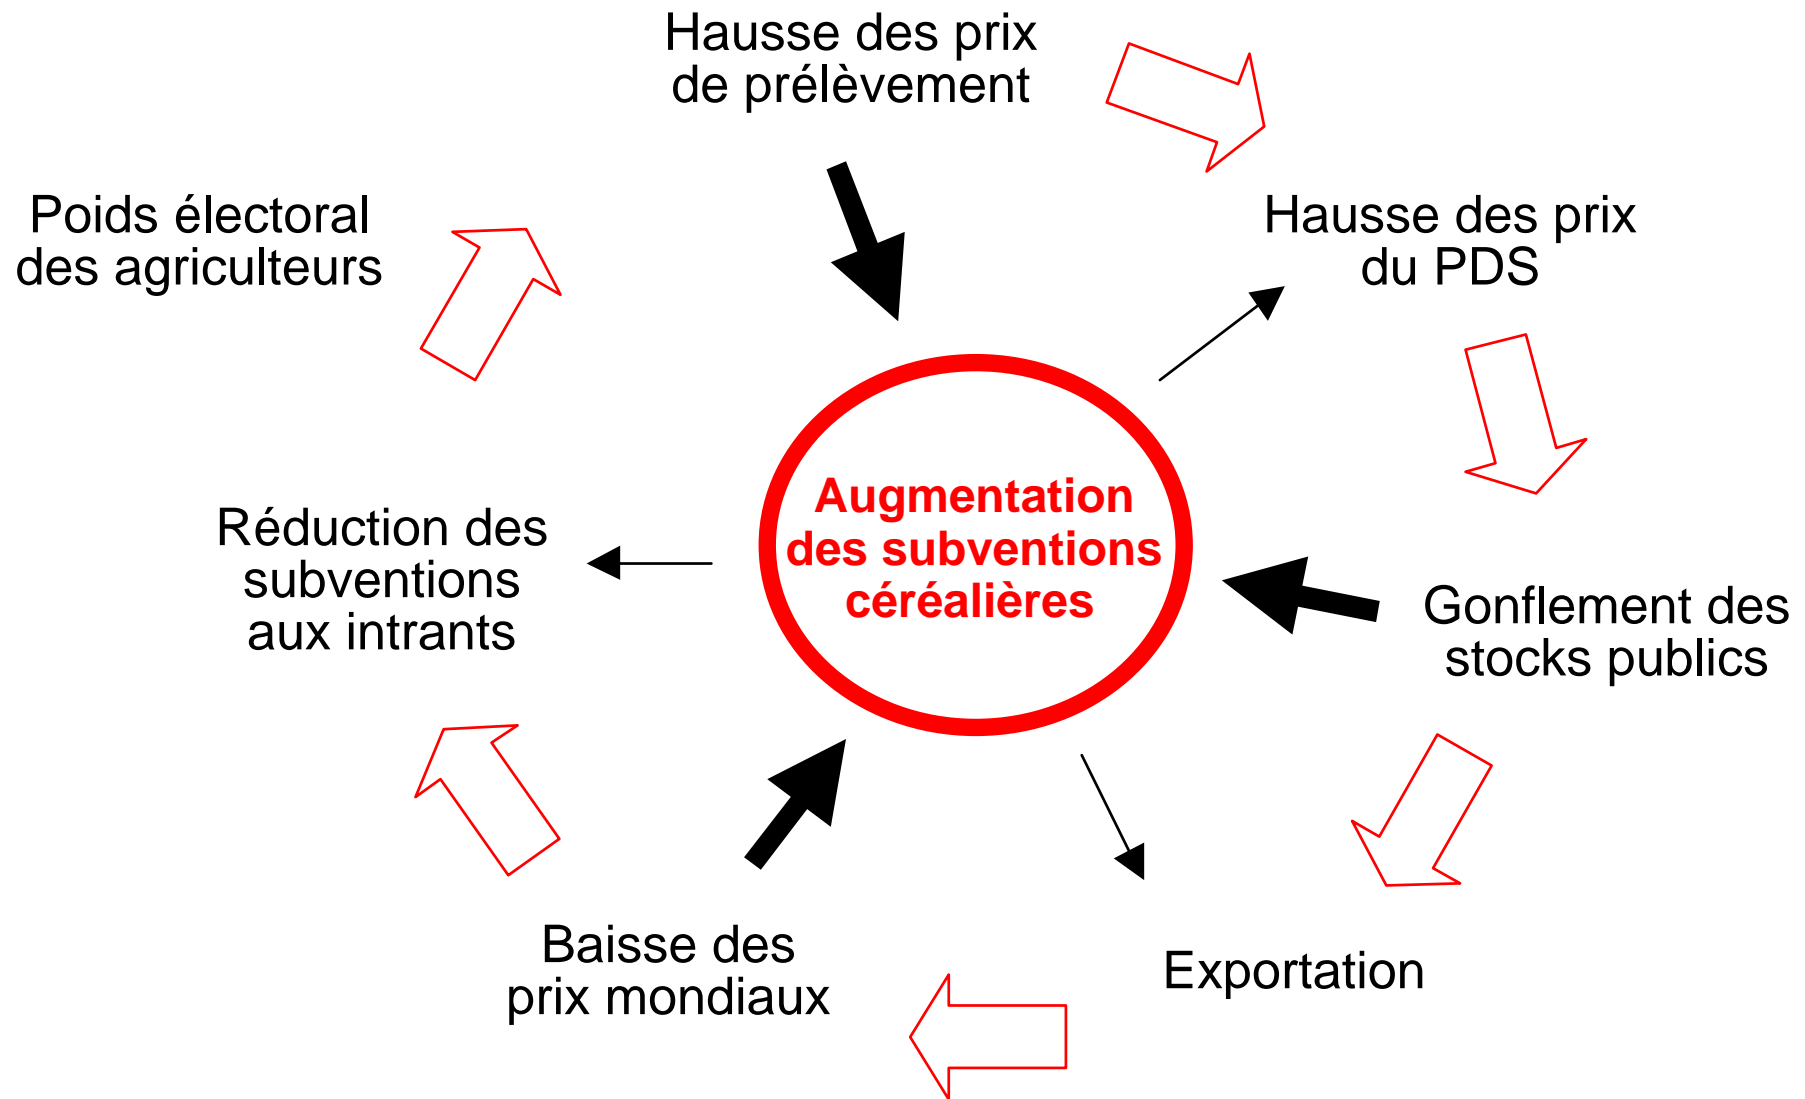 Hausse des prix
de prélèvement
Poids électoral
des agriculteurs
Hausse des prix
du PDS
Augmentation
des subventions
céréalières
Réduction des
subventions
aux intrants
Gonflement des
stocks publics
Baisse des
prix mondiaux
Exportation